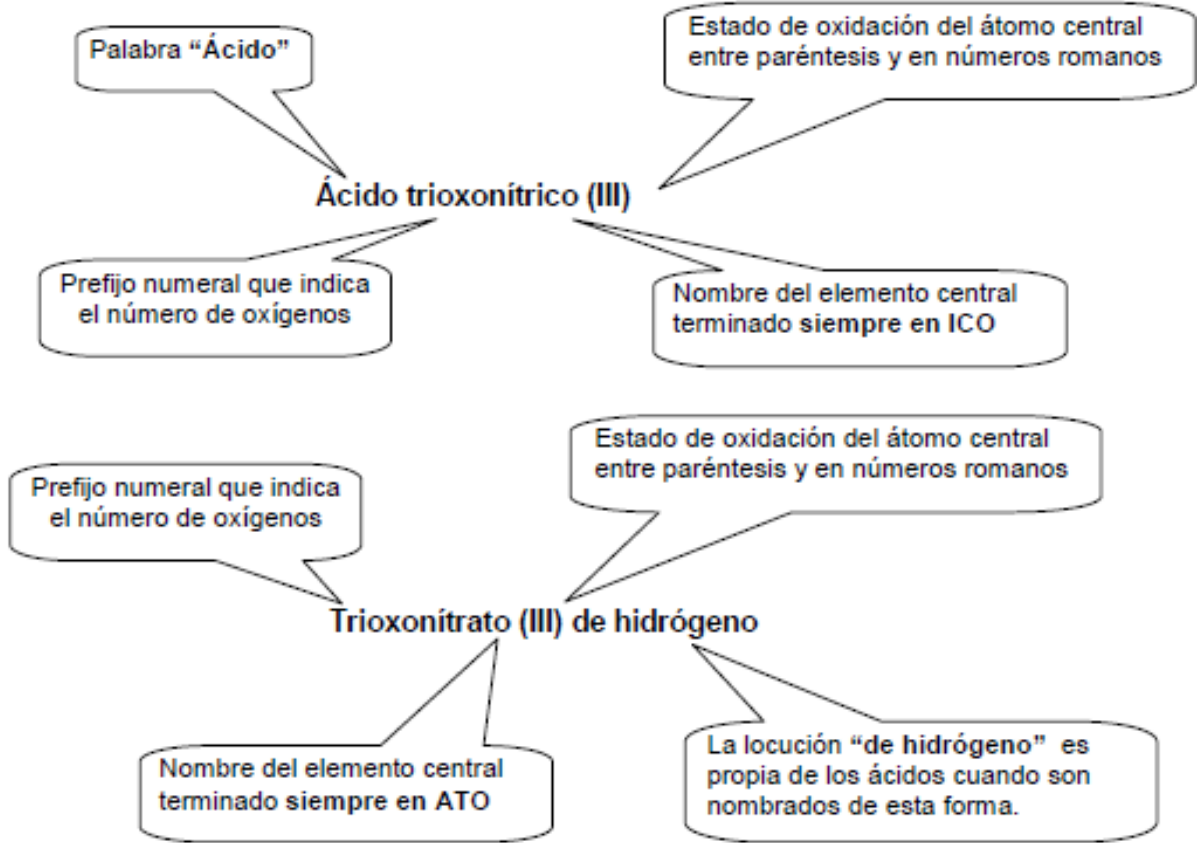 Palabra “Ácido”
Estado de oxidación del átomo central
entre paréntesis y en números romanos
Ácido trioxonítrico (III)
Prefijo numeral que indica
el número de oxígenos
Nombre del elemento central
terminado siempre en ICO
Estado de oxidación del átomo central
entre paréntesis y en números romanos
Prefijo numeral que indica
el número de oxígenos
Trioxonítrato (III) de hidrógeno
Nombre del elemento central
terminado siempre en ATO
La locución “de hidrógeno” es
propia de los ácidos cuando son
nombrados de esta forma.